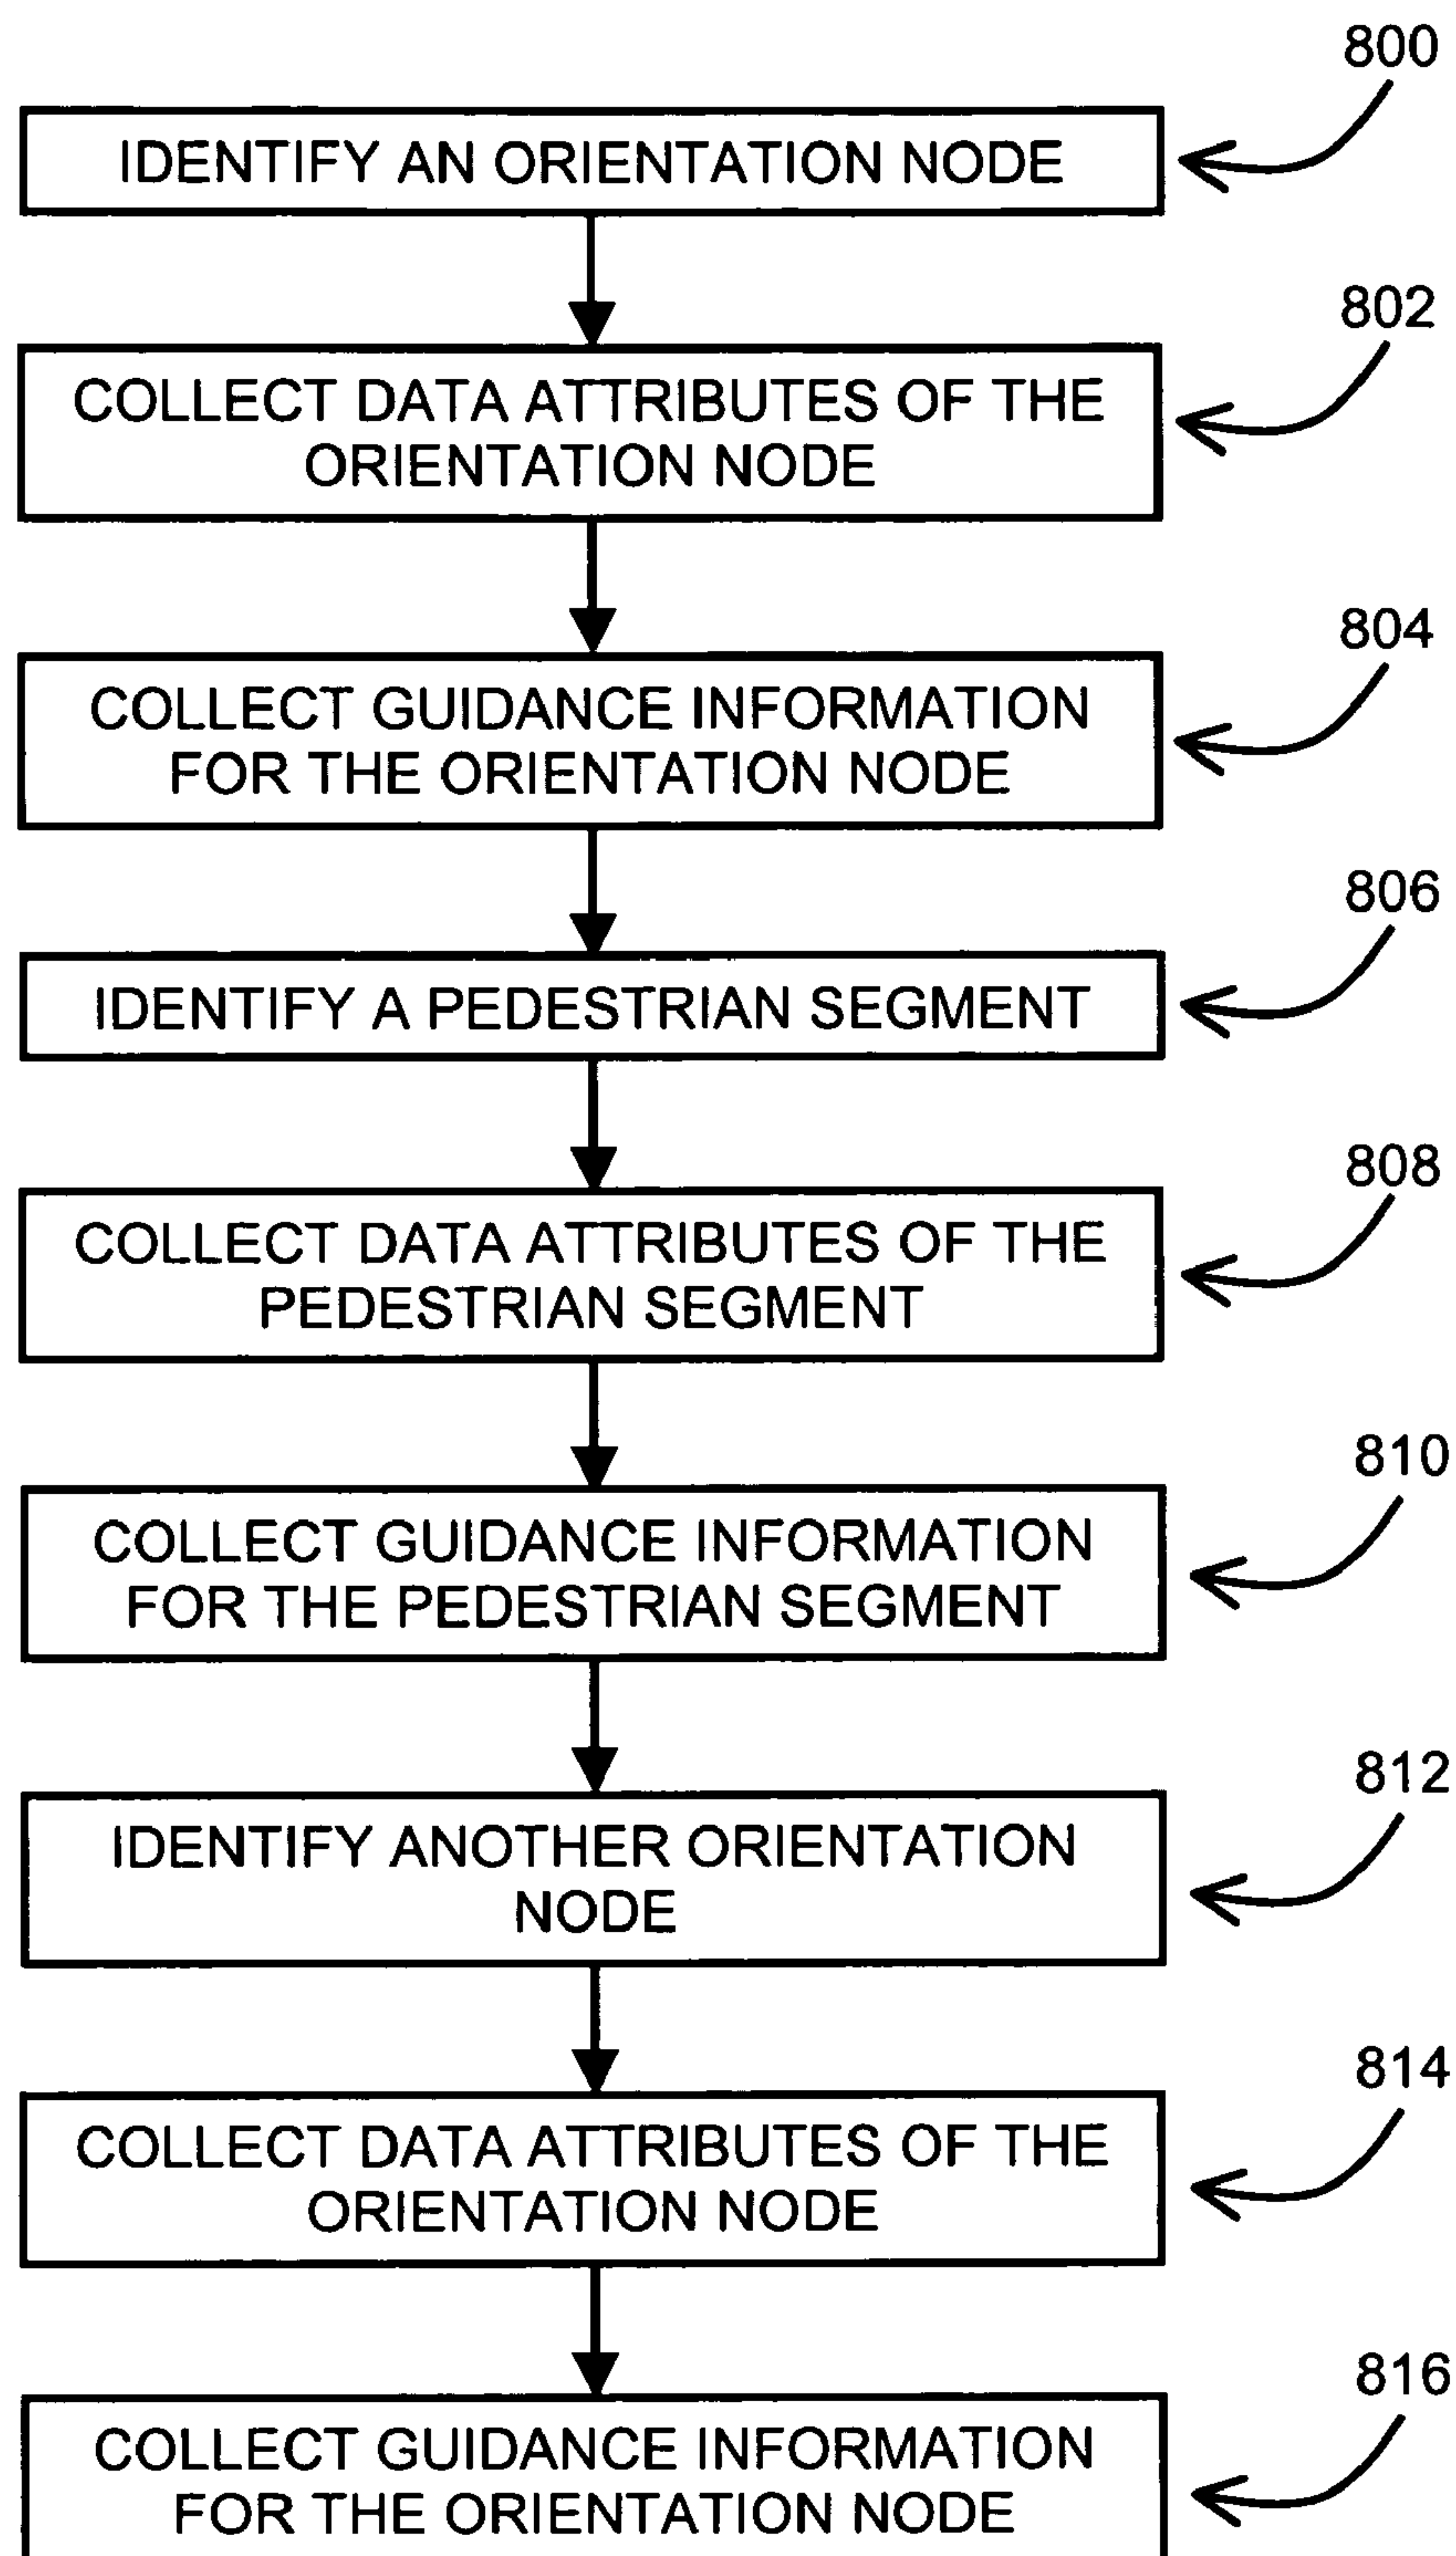 800
IDENTIFY AN ORIENTATION NODE
802
COLLECT DATA ATTRIBUTES OF THE
ORIENTATION NODE
804
COLLECT GUIDANCE INFORMATION
FOR THE ORIENTATION NODE
806
IDENTIFY A PEDESTRIAN SEGMENT
808
COLLECT DATA ATTRIBUTES OF THE
PEDESTRIAN SEGMENT
810
COLLECT GUIDANCE INFORMATION
FOR THE PEDESTRIAN SEGMENT
812
IDENTIFY ANOTHER ORIENTATION
NODE
814
COLLECT DATA ATTRIBUTES OF THE
ORIENTATION NODE
816
COLLECT GUIDANCE INFORMATION
FOR THE ORIENTATION NODE